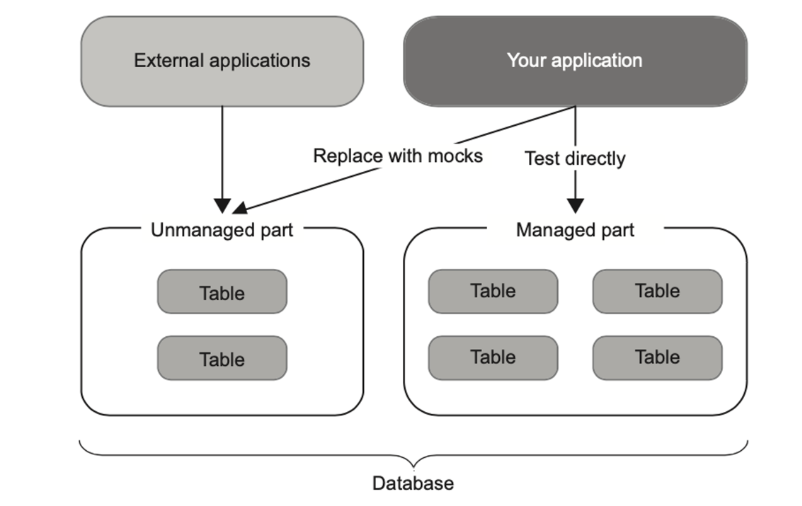 External applications
Your application
Replace with mocks
Test directly
Unmanaged part
Managed part
Table
Table
Table
Table
Table
Table
Database